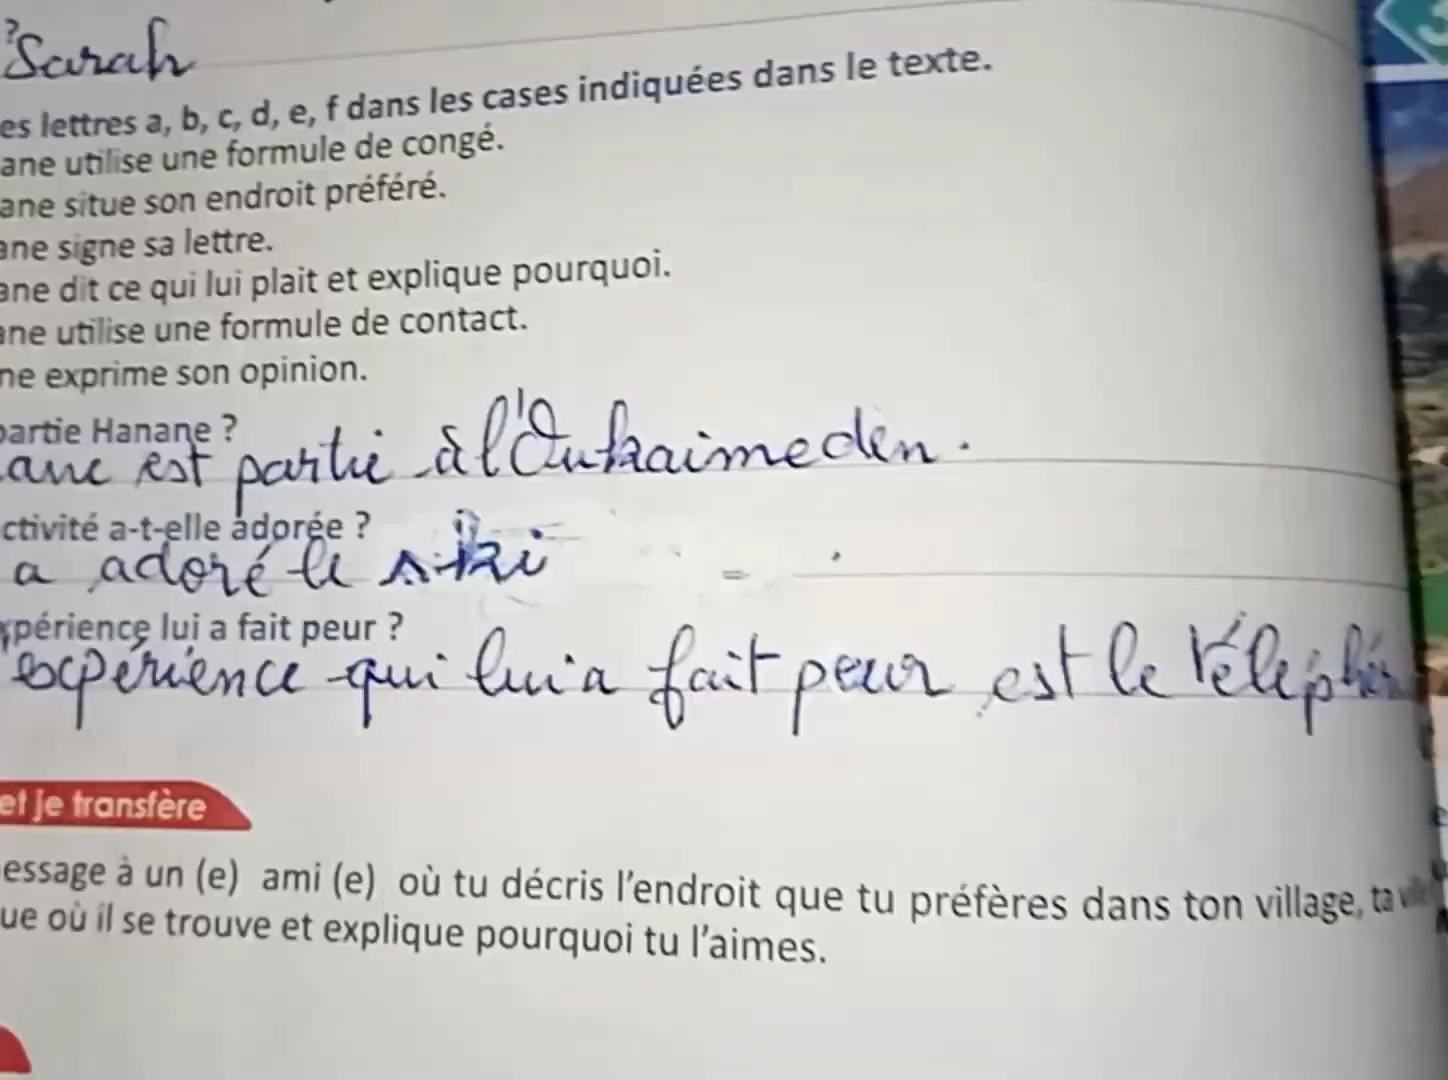 ?
Sarah
es lettres a, b, c, d, e, f dans les cases indiquées dans le texte.
ane utilise une formule de congé.
ane situe son endroit préféré.
ane signe sa lettre.
ane dit ce qui lui plait et explique pourquoi.
ane utilise une formule de contact.
ne exprime son opinion.
partie Hanane ?
ane est partie à l'Oukaimeden.
ctivité a-t-elle adorée ?
a adoré le ski
xpérience lui a fait peur ?
expérience qui lui a fait peur est le
et je transfère
essage à un (e) ami (e) où tu décris l'endroit que tu préfères dans ton village, ta
ue où il se trouve et explique pourquoi tu l'aimes.